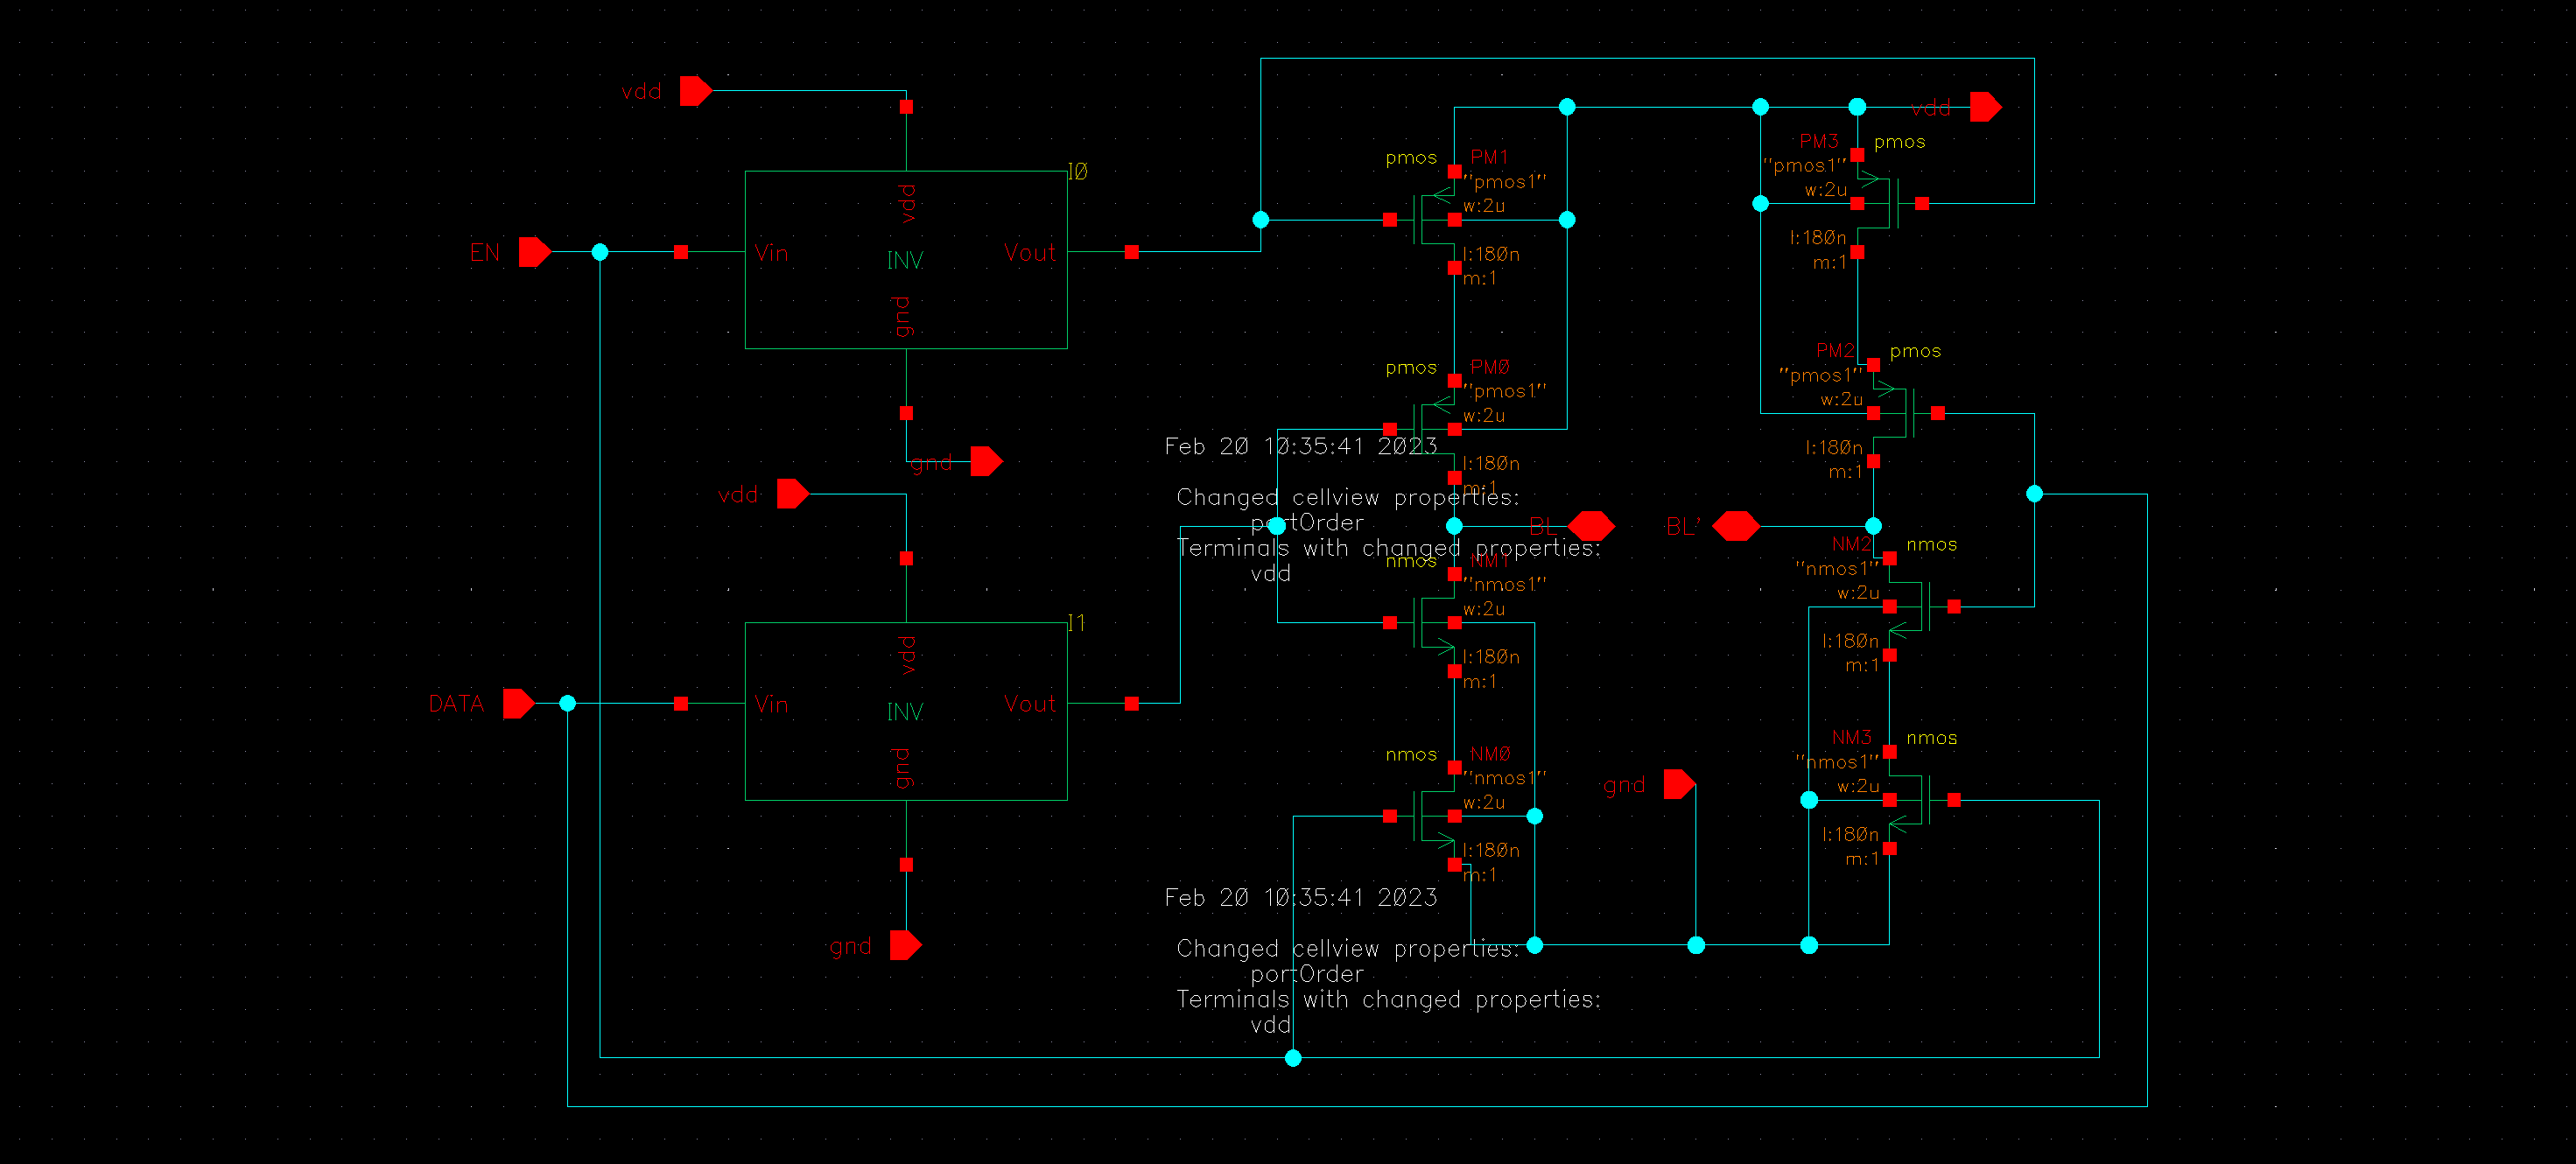 vdd
vdd
PM3
pmos
pmos
PM1
"pmos1"
"pmos1"
w:2u
w:2u
I0
vdd
EN
Vin
INV
Vout
l:180n
m:1
l:180n
m:1
gnd
PM2
pmos
pmos
PM0
"pmos1"
"pmos1"
w:2u
w:2u
Feb 20 10:35:41 2023
gnd
l:180n
m:1
l:180n
m:1
vdd
Changed cellview properties:
portOrder
BL
BL'
Terminals with changed properties:
vdd
NM2
nmos
nmos
NM1
"nmos1"
"nmos1"
w:2u
w:2u
I1
vdd
l:180n
m:1
l:180n
m:1
DATA
Vin
INV
Vout
gnd
NM3
nmos
nmos
NM0
"nmos1"
"nmos1"
w:2u
w:2u
gnd
l:180n
m:1
l:180n
m:1
Feb 20 10:35:41 2023
gnd
Changed cellview properties:
portOrder
Terminals with changed properties:
vdd